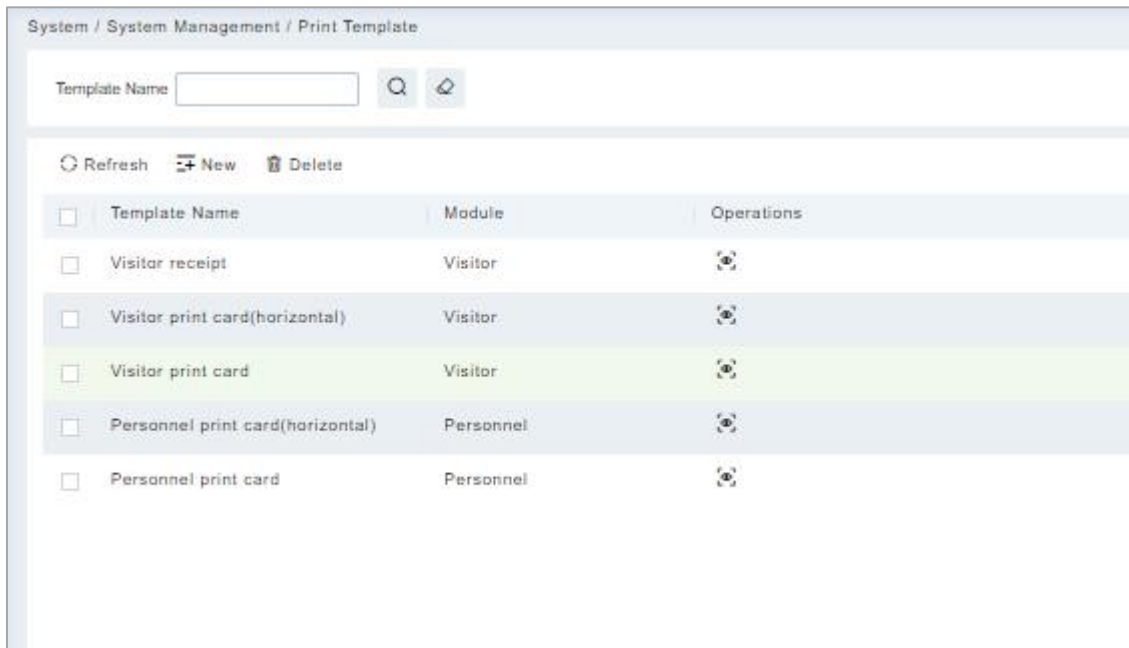 System / System Management / Print Template
Template Name
Refresh New Delete
Template Name Module Operations
Visitor receipt Visitor
Visitor print card(horizontal) Visitor
Visitor print card Visitor
Personnel print card(horizontal) Personnel
Personnel print card Personnel